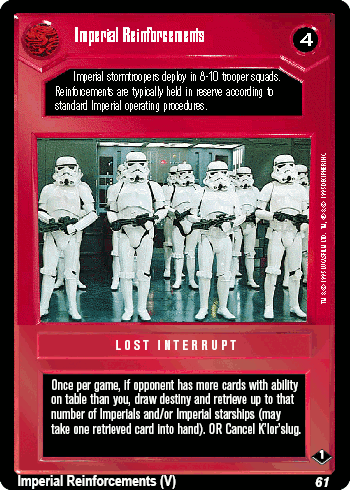 Imperial Reinforcements
4
Imperial stormtroopers deploy in 8-10 trooper squads.
Reinforcements are typically held in reserve according to
standard Imperial operating procedures.
LOST INTERRUPT
Once per game, if opponent has more cards with ability
on table than you, draw destiny and retrieve up to that
number of Imperials and/or Imperial starships (may
take one retrieved card into hand). OR Cancel K'lor'slug.
1
Imperial Reinforcements (V)
61